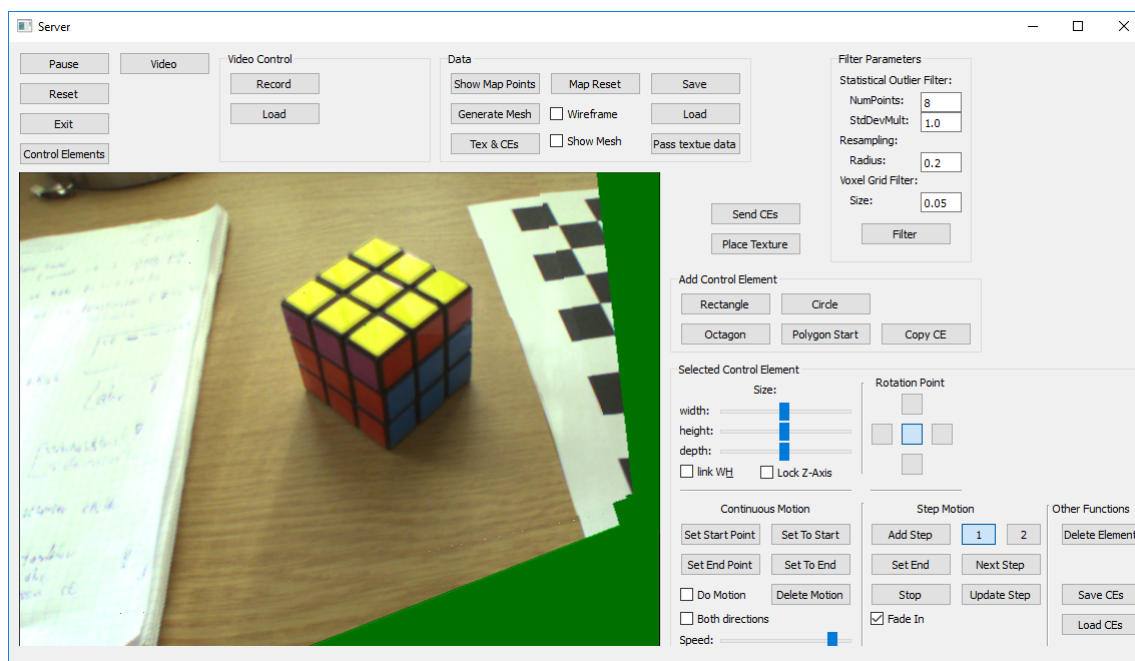 Server
Pause
Video
Reset
Exit
Control Elements
Video Control
Record
Load
Data
Show Map Points
Map Reset
Save
Generate Mesh
Wireframe
Load
Tex & CEs
Show Mesh
Pass textue data
Filter Parameters
Statistical Outlier Filter:
NumPoints: 8
StdDevMult: 1.0
Resampling:
Radius: 0.2
Voxel Grid Filter:
Size: 0.05
Filter
Send CEs
Place Texture
Add Control Element
Rectangle
Circle
Octagon
Polygon Start
Copy CE
Selected Control Element
Size:
width:
height:
depth:
link WH
Lock Z-Axis
Rotation Point
Continuous Motion
Set Start Point
Set To Start
Set End Point
Set To End
Do Motion
Delete Motion
Both directions
Speed:
Step Motion
Add Step
1
2
Set End
Next Step
Stop
Update Step
Fade In
Other Functions
Delete Element
Save CEs
Load CEs